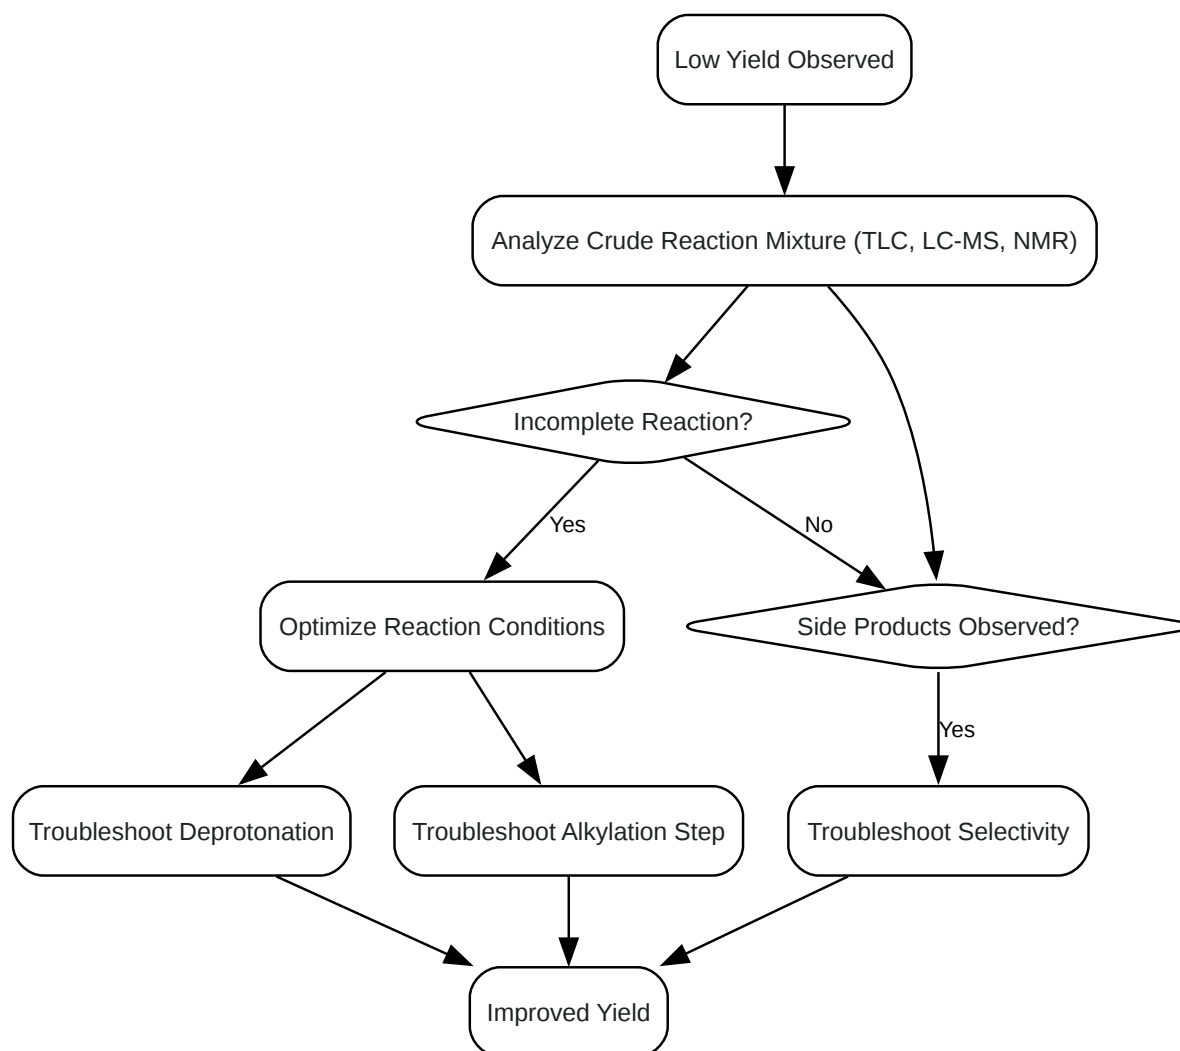 Low Yield Observed
Analyze Crude Reaction Mixture (TLC, LC-MS, NMR)
Incomplete Reaction?
Yes
No
Optimize Reaction Conditions
Side Products Observed?
Yes
Troubleshoot Deprotonation
Troubleshoot Alkylation Step
Troubleshoot Selectivity
Improved Yield